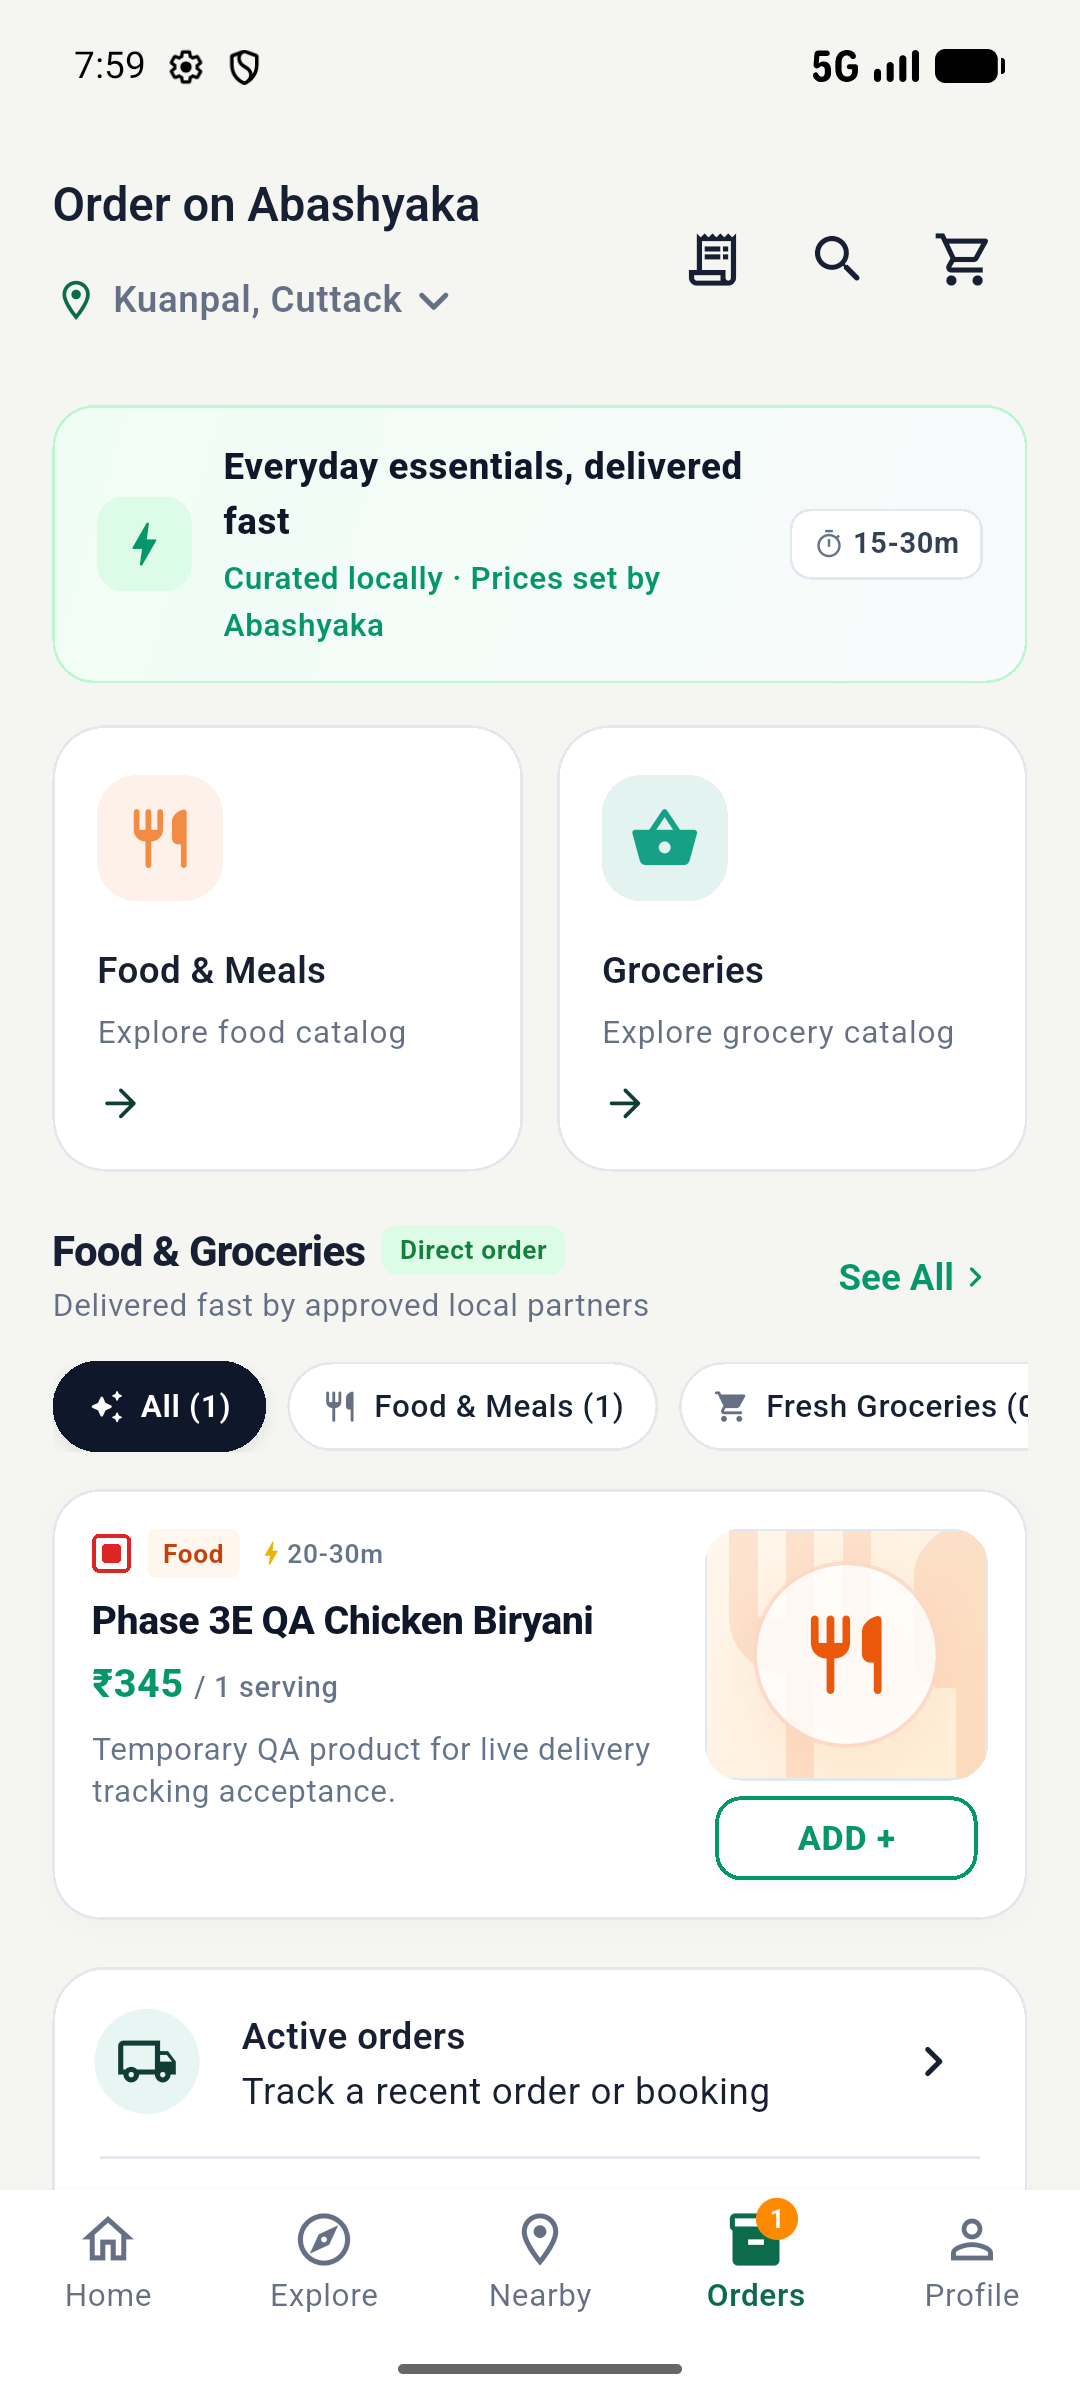 7:59
5G
Order on Abashyaka
Kuanpal, Cuttack
Everyday essentials, delivered
fast
Curated locally · Prices set by
Abashyaka
15-30m
Food & Meals
Explore food catalog
Groceries
Explore grocery catalog
Food & Groceries
Direct order
Delivered fast by approved local partners
See All
All (1)
Food & Meals (1)
Fresh Groceries (0
Food
20-30m
Phase 3E QA Chicken Biryani
₹345 / 1 serving
Temporary QA product for live delivery
tracking acceptance.
ADD +
Active orders
Track a recent order or booking
1
Home
Explore
Nearby
Orders
Profile